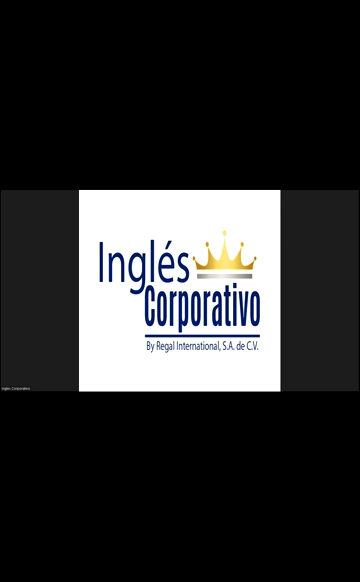 Inglés
Corporativo
By Regal International, S.A. de C.V.
Inglés Corporativo